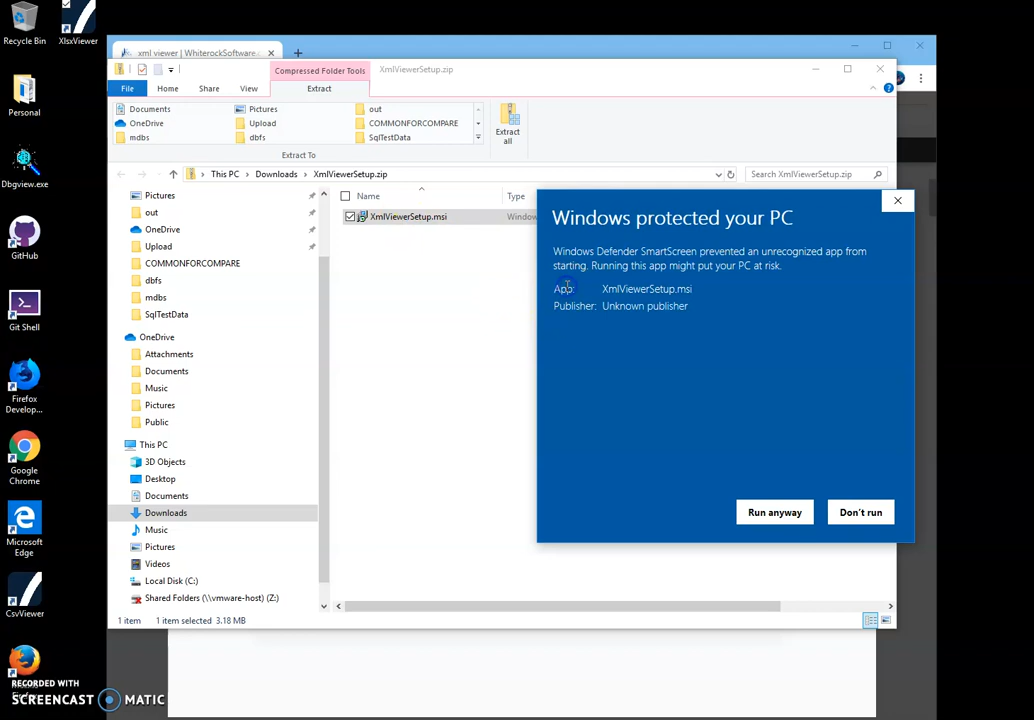 Recycle Bin
XlsxViewer
Personal
Dbgview.exe
GitHub
Git Shell
Firefox
Develop...
Google
Chrome
Microsoft
Edge
CsvViewer
xml viewer | WhiterockSoftware.
Compressed Folder Tools
XmlViewerSetup.zip
File
Home
Share
View
Extract
Documents
Pictures
out
OneDrive
Upload
COMMONFORCOMPARE
mdbs
dbfs
SqlTestData
Extract
all
Extract To
This PC > Downloads > XmlViewerSetup.zip
Search XmlViewerSetup.zip
Pictures
out
OneDrive
Upload
COMMONFORCOMPARE
dbfs
mdbs
SqlTestData
OneDrive
Attachments
Documents
Music
Pictures
Public
This PC
3D Objects
Desktop
Documents
Downloads
Music
Pictures
Videos
Local Disk (C:)
Shared Folders (\\vmware-host) (Z:)
Name
Type
XmlViewerSetup.msi
Windo
Windows protected your PC
Windows Defender SmartScreen prevented an unrecognized app from
starting. Running this app might put your PC at risk.
App: XmlViewerSetup.msi
Publisher: Unknown publisher
Run anyway
Don't run
1 item
1 item selected 3.18 MB
RECORDED WITH
SCREENCAST MATIC